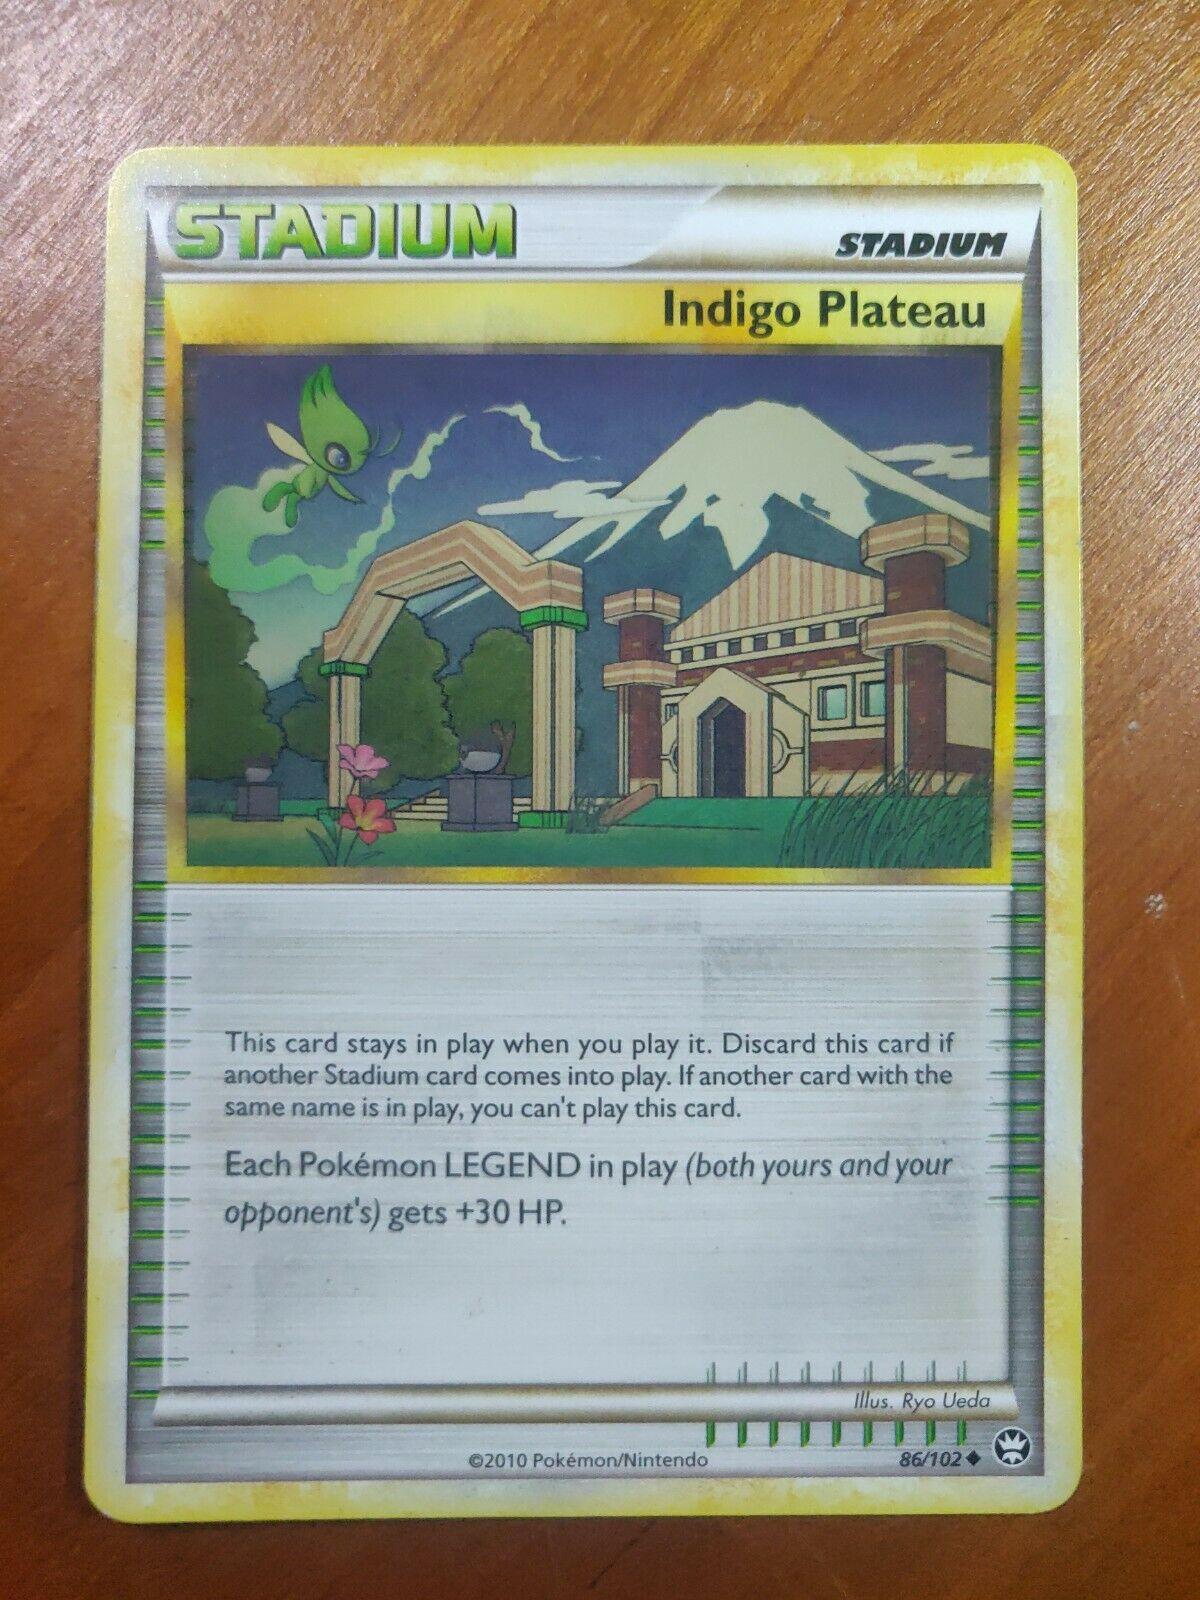 STADIUM
STADIUM
Indigo Plateau
This card stays in play when you play it. Discard this card if
another Stadium card comes into play. If another card with the
same name is in play, you can't play this card.
Each Pokémon LEGEND in play (both yours and your
opponent's) gets +30 HP.
Illus. Ryo Ueda
©2010 Pokémon/Nintendo
86/102